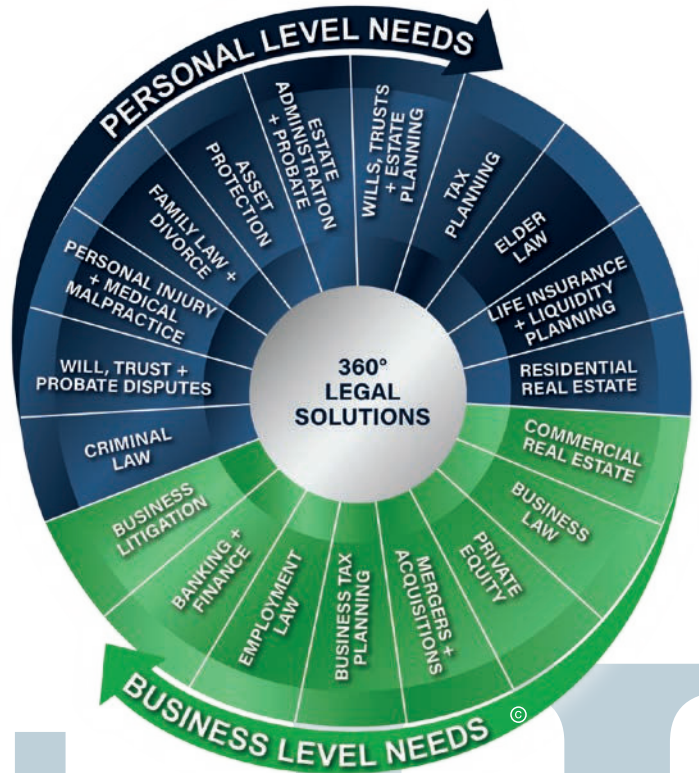 PERSONAL LEVEL NEEDS
ESTATE
ADMINISTRATION
+ PROBATE
WILLS, TRUSTS
+ ESTATE
PLANNING
TAX
PLANNING
ELDER
LAW
LIFE INSURANCE
+ LIQUIDITY
PLANNING
RESIDENTIAL
REAL ESTATE
COMMERCIAL
REAL ESTATE
BUSINESS
LAW
PRIVATE
EQUITY
MERGERS +
ACQUISITIONS
BUSINESS TAX
PLANNING
EMPLOYMENT
LAW
BANKING +
FINANCE
BUSINESS
LITIGATION
CRIMINAL
LAW
WILL, TRUST +
PROBATE DISPUTES
PERSONAL INJURY
+ MEDICAL
MALPRACTICE
FAMILY LAW +
DIVORCE
ASSET
PROTECTION
360°
LEGAL
SOLUTIONS
BUSINESS LEVEL NEEDS
©